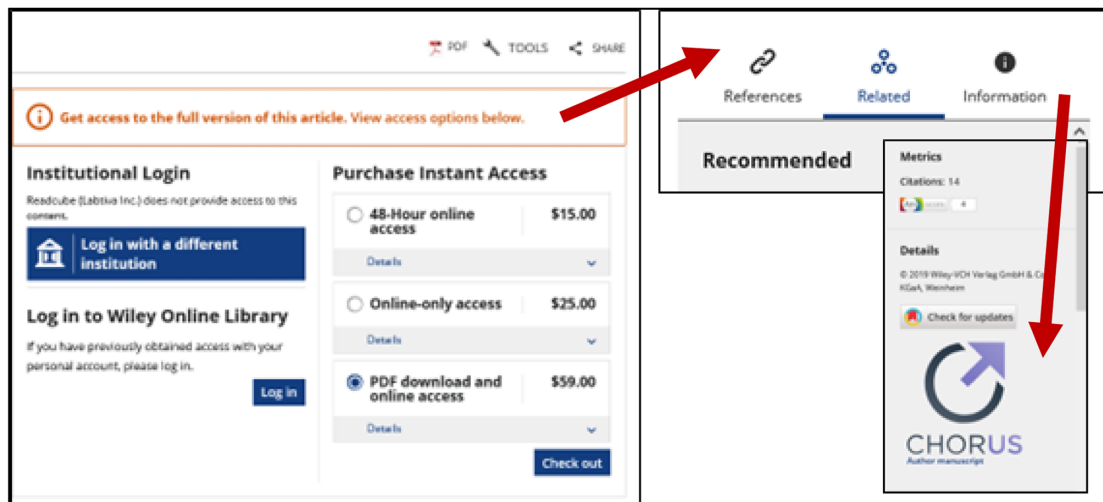 PDF TOOLS SHARE
Get access to the full version of this article. View access options below.
Institutional Login
Readcube (Labtiva Inc.) does not provide access to this
content.
Log in with a different
institution
Log in to Wiley Online Library
If you have previously obtained access with your
personal account, please log in.
Log in
Purchase Instant Access
48-Hour online
access
$15.00
Details
Online-only access
$25.00
Details
PDF download and
online access
$59.00
Details
Check out
References Related Information
Recommended
Metrics
Citations: 14
4
Details
© 2019 Wiley-VCH Verlag GmbH & Co
KGaA, Weinheim
Check for updates
CHORUS
Author manuscript